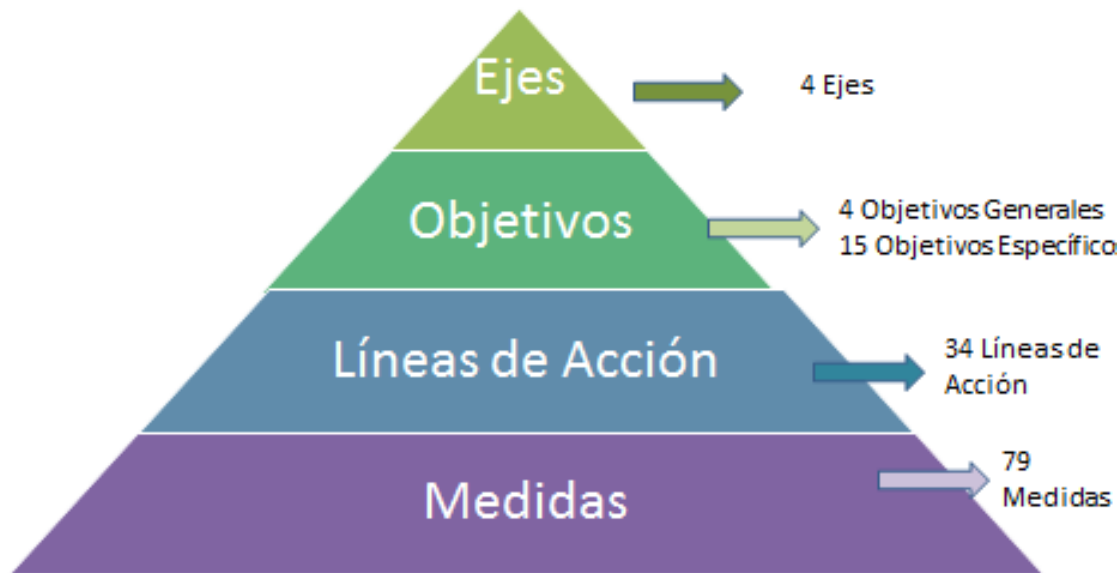 Ejes
4 Ejes
Objetivos
4 Objetivos Generales
15 Objetivos Específico
Líneas de Acción
34 Líneas de
Acción
Medidas
79
Medidas